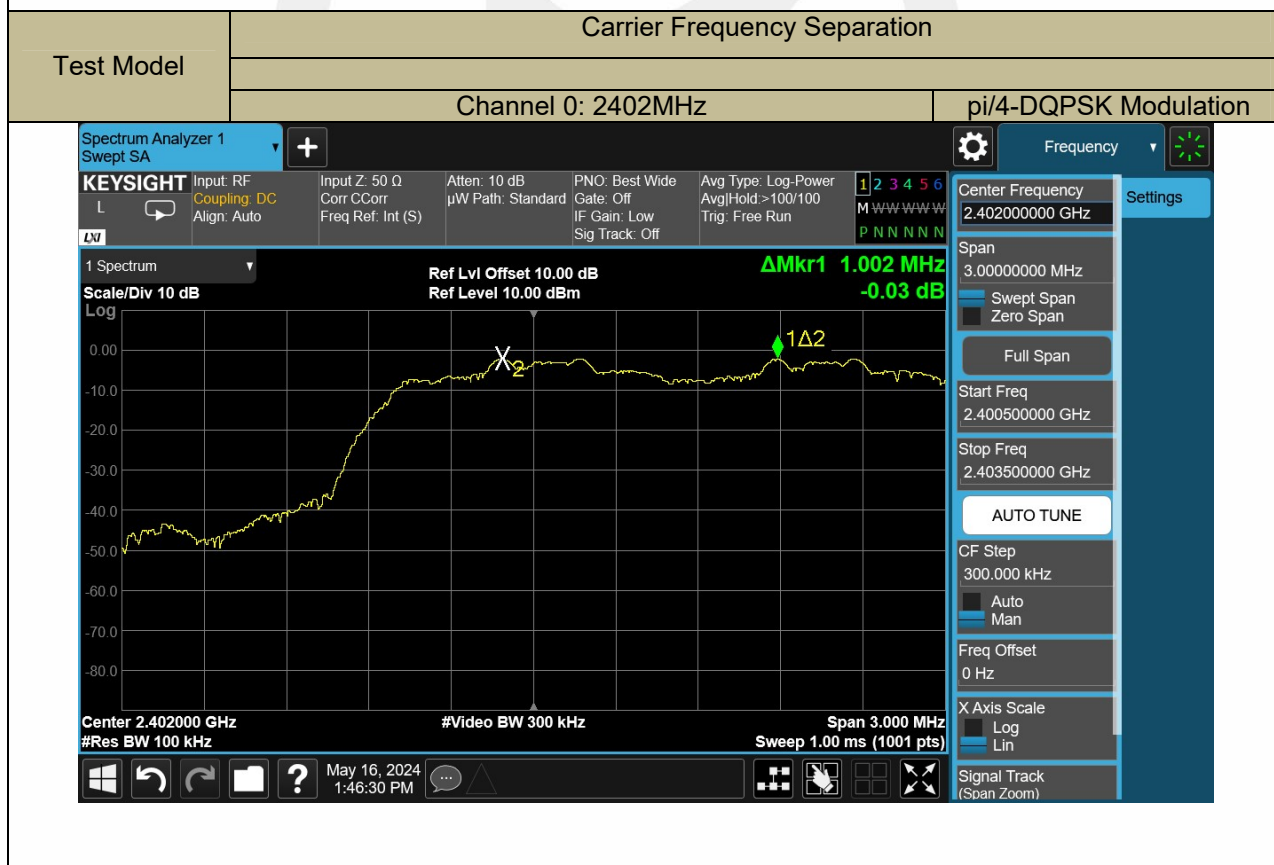 Carrier Frequency Separation
Test Model
Channel 0: 2402MHz
pi/4-DQPSK Modulation
Spectrum Analyzer 1
Swept SA
Frequency
KEYSIGHT
L
LXI
Input: RF
Coupling: DC
Align: Auto
Input Z: 50 Ω
Corr CCorr
Freq Ref: Int (S)
Atten: 10 dB
µW Path: Standard
PNO: Best Wide
Gate: Off
IF Gain: Low
Sig Track: Off
Avg Type: Log-Power
Avg|Hold:>100/100
Trig: Free Run
1 2 3 4 5 6
M W W W W W
P N N N N N
1 Spectrum
Scale/Div 10 dB
Ref Lvl Offset 10.00 dB
Ref Level 10.00 dBm
ΔMkr1 1.002 MHz
-0.03 dB
Log
0.00
-10.0
-20.0
-30.0
-40.0
-50.0
-60.0
-70.0
-80.0
X2
1Δ2
Center 2.402000 GHz
#Res BW 100 kHz
#Video BW 300 kHz
Span 3.000 MHz
Sweep 1.00 ms (1001 pts)
Center Frequency
2.402000000 GHz
Settings
Span
3.00000000 MHz
Swept Span
Zero Span
Full Span
Start Freq
2.400500000 GHz
Stop Freq
2.403500000 GHz
AUTO TUNE
CF Step
300.000 kHz
Auto
Man
Freq Offset
0 Hz
X Axis Scale
Log
Lin
Signal Track
(Span Zoom)
?
May 16, 2024
1:46:30 PM